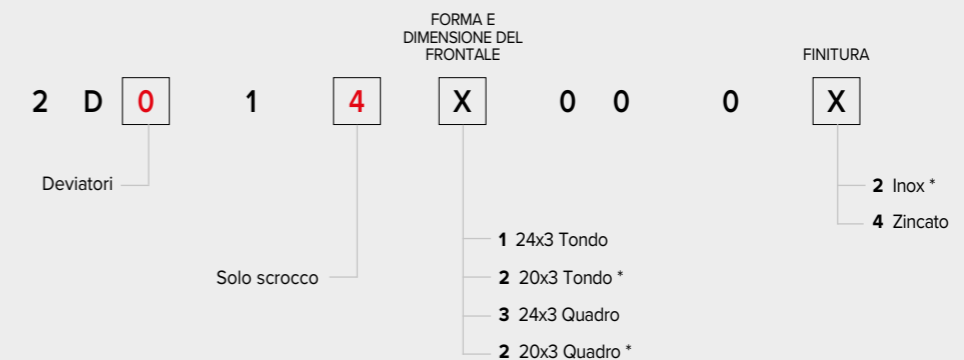 FORMA E
DIMENSIONE DEL
FRONTALE
FINITURA
2 D 0 1 4 X 0 0 0 X
Deviatori
2 Inox *
4 Zincato
1 24x3 Tondo
Solo scrocco
2 20x3 Tondo *
3 24x3 Quadro
2 20x3 Quadro *